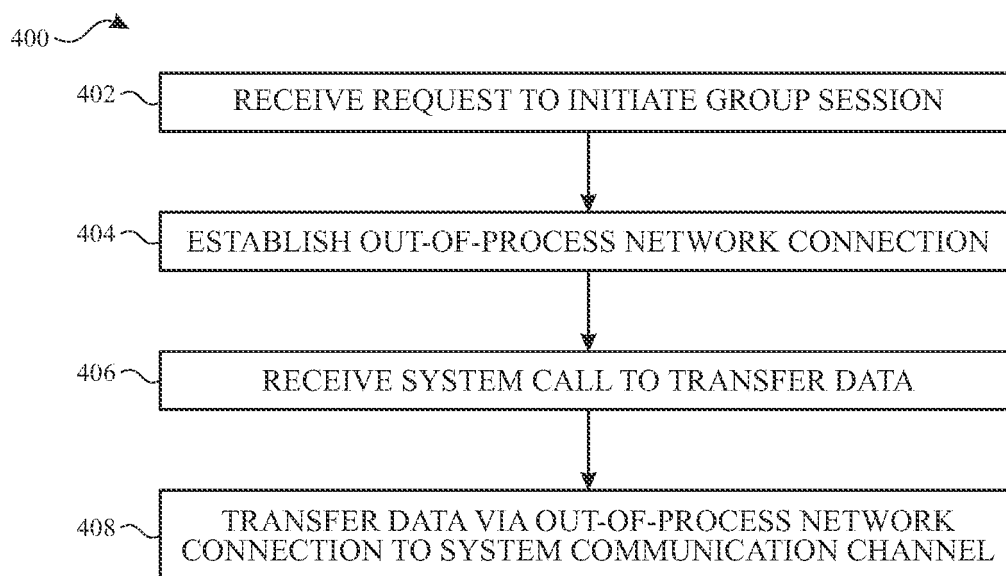 400
402 RECEIVE REQUEST TO INITIATE GROUP SESSION
404 ESTABLISH OUT-OF-PROCESS NETWORK CONNECTION
406 RECEIVE SYSTEM CALL TO TRANSFER DATA
408 TRANSFER DATA VIA OUT-OF-PROCESS NETWORK
CONNECTION TO SYSTEM COMMUNICATION CHANNEL